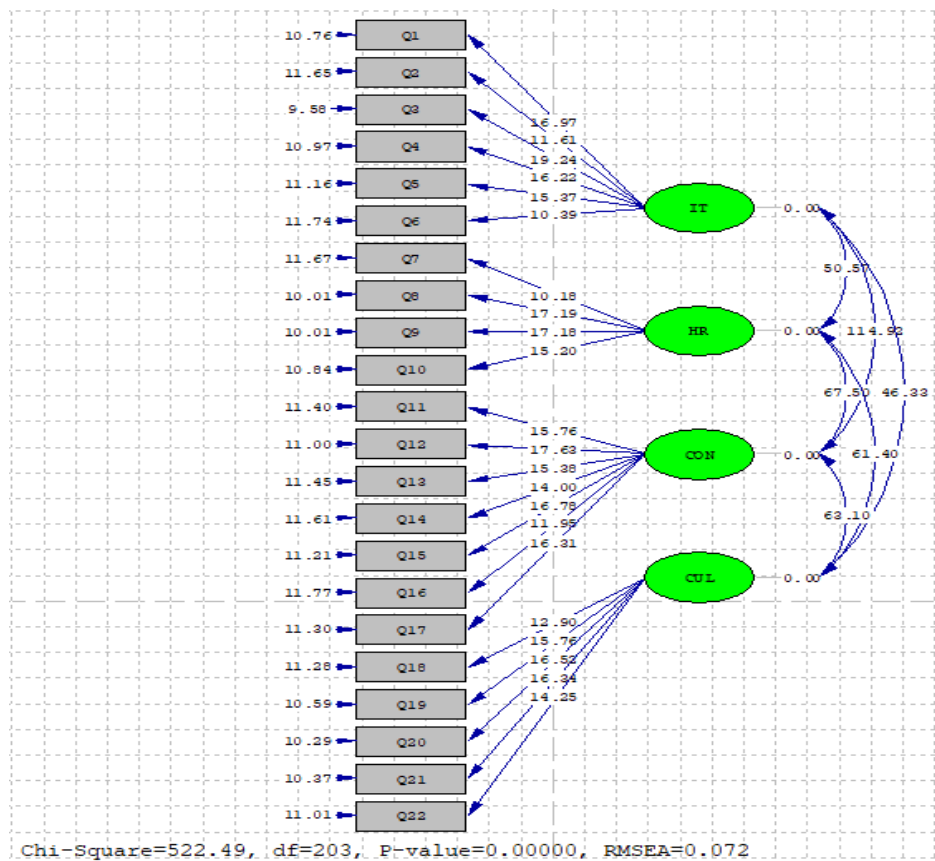 10.76 Q1
11.65 Q2
9.58 Q3
10.97 Q4
11.16 Q5
11.74 Q6
11.67 Q7
10.01 Q8
10.01 Q9
10.84 Q10
11.40 Q11
11.00 Q12
11.45 Q13
11.61 Q14
11.21 Q15
11.77 Q16
11.30 Q17
11.28 Q18
10.59 Q19
10.29 Q20
10.37 Q21
11.01 Q22
16.97
11.61
19.24
16.22
15.37
10.39
10.18
17.19
17.18
15.20
15.76
17.63
15.38
14.00
16.78
11.95
16.31
12.90
15.76
16.52
16.34
14.25
IT 0.00
HR 0.00
CON 0.00
CUL 0.00
50.57
114.92
67.50
46.33
61.40
63.10
Chi-Square=522.49, df=203, P-value=0.00000, RMSEA=0.072